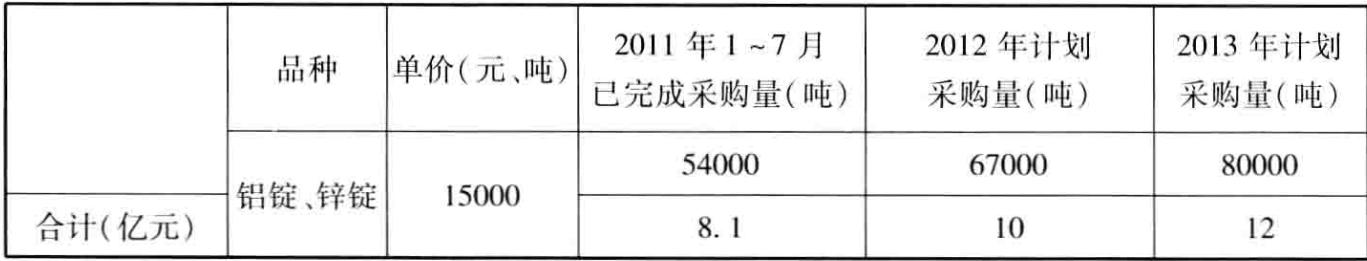 品种
单价(元、吨)
2011 年 1 ~ 7 月
已完成采购量(吨)
2012 年计划
采购量(吨)
2013 年计划
采购量(吨)
铝锭、锌锭
15000
54000
67000
80000
合计(亿元)
8. 1
10
12